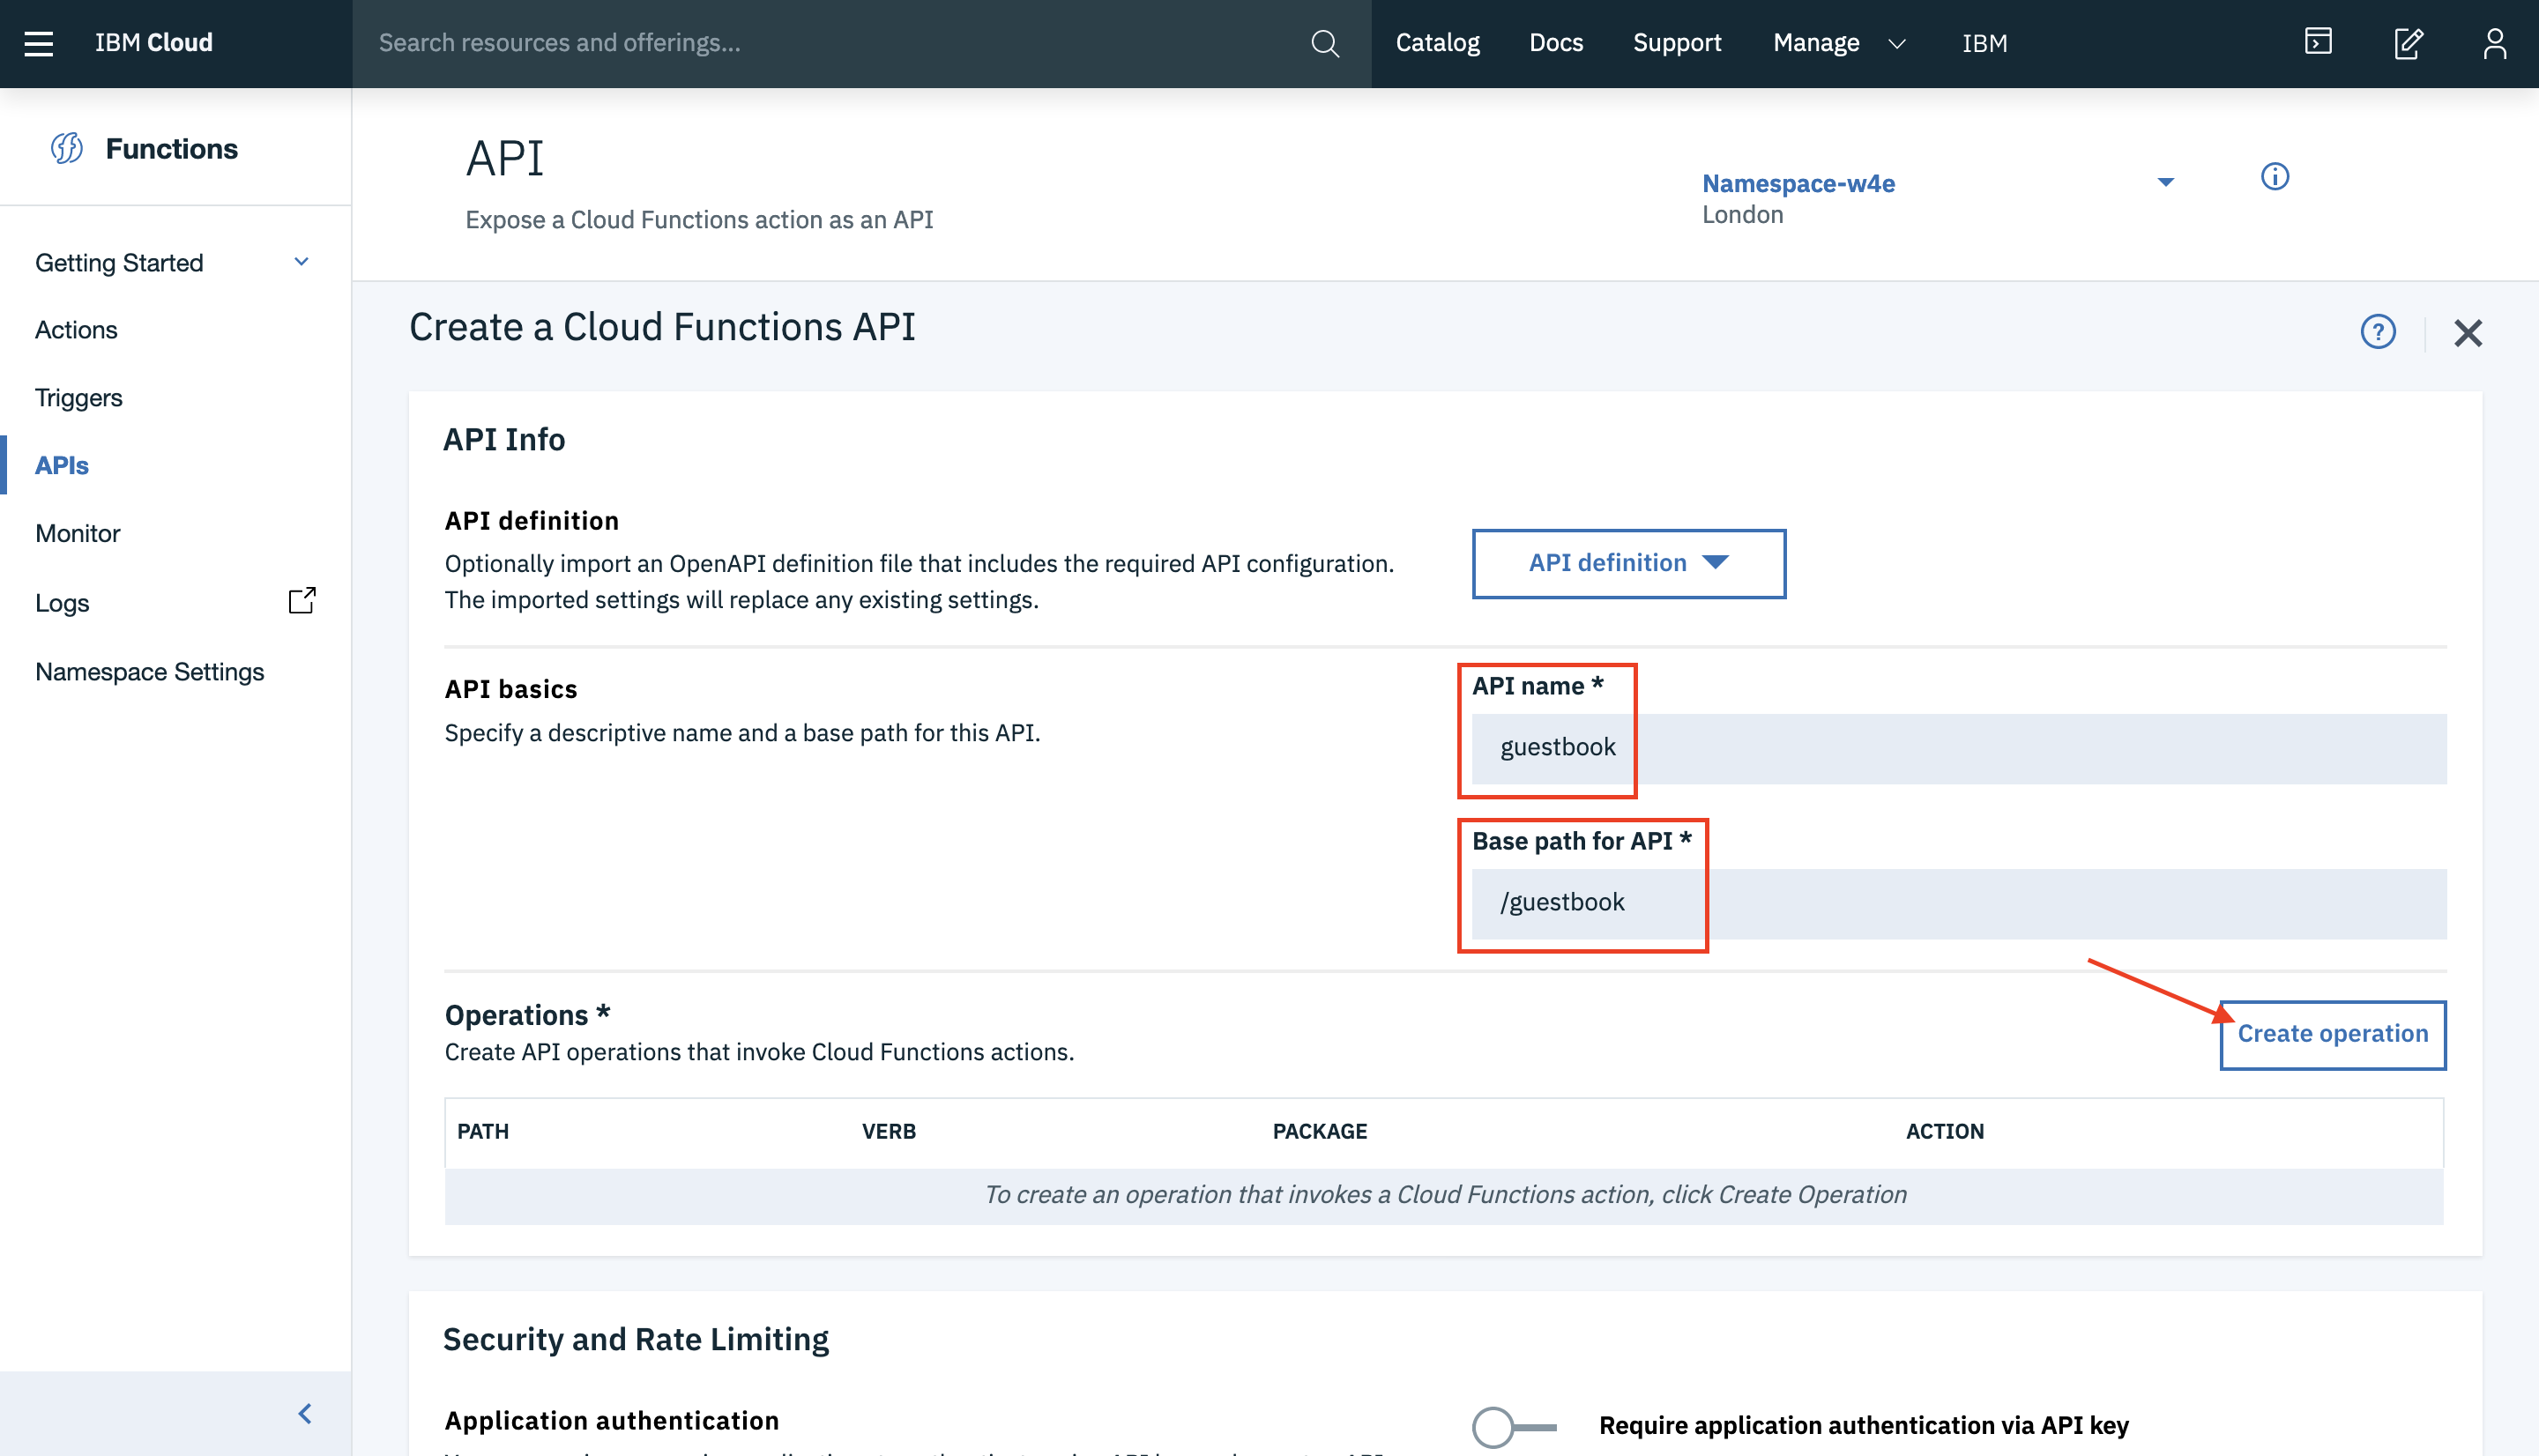 IBM Cloud
Search resources and offerings...
Catalog
Docs
Support
Manage
IBM
Functions
Getting Started
Actions
Triggers
APIs
Monitor
Logs
Namespace Settings
API
Expose a Cloud Functions action as an API
Namespace-w4e
London
Create a Cloud Functions API
API Info
API definition
Optionally import an OpenAPI definition file that includes the required API configuration.
The imported settings will replace any existing settings.
API definition
API basics
Specify a descriptive name and a base path for this API.
API name *
guestbook
Base path for API *
/guestbook
Operations *
Create API operations that invoke Cloud Functions actions.
Create operation
PATH VERB PACKAGE ACTION
To create an operation that invokes a Cloud Functions action, click Create Operation
Security and Rate Limiting
Application authentication
Require application authentication via API key